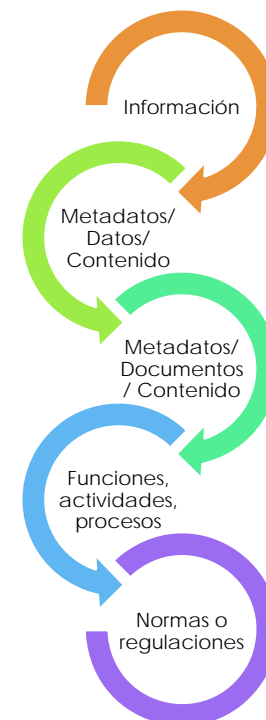 Información
Metadatos/
Datos/
Contenido
Metadatos/
Documentos
/ Contenido
Funciones,
actividades,
procesos
Normas o
regulaciones